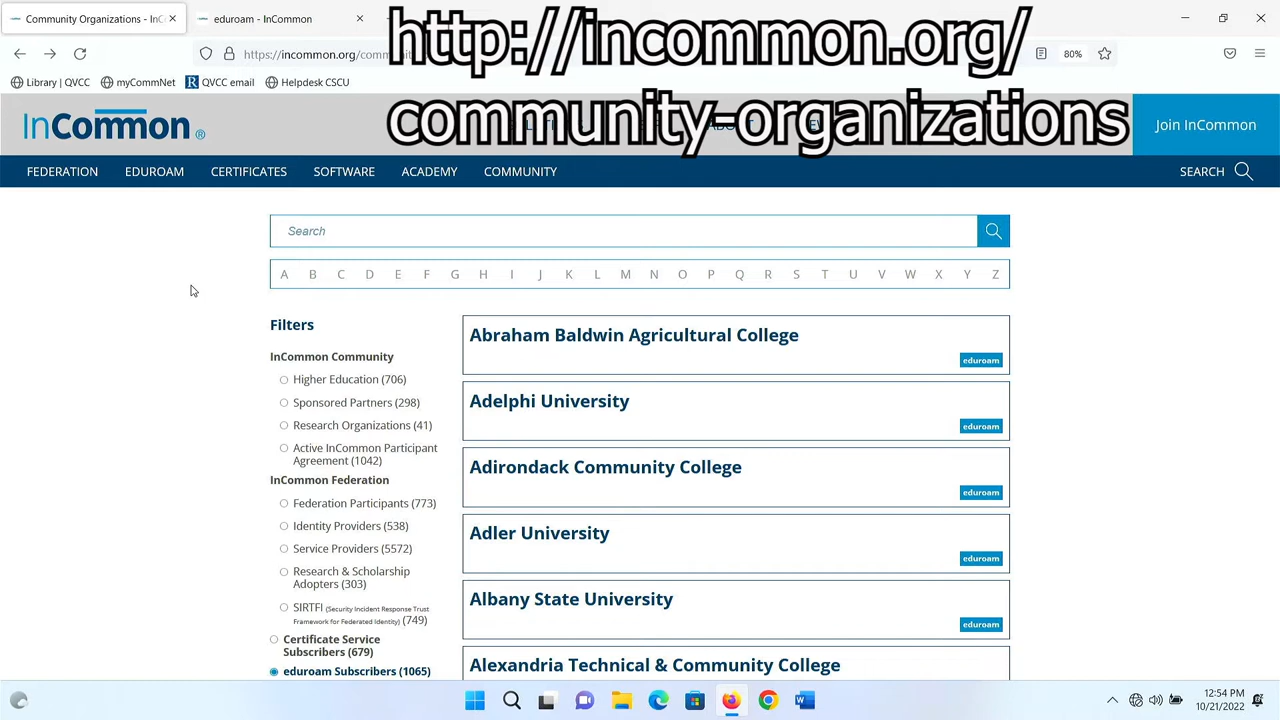 Community Organizations - InC
eduroam - InCommon
http://incommon.org/
community-organizations
https://incommon.org/comm
80%
Library | QVCC
myCommNet
QVCC email
Helpdesk CSCU
InCommon®
Join InCommon
FEDERATION EDUROAM CERTIFICATES SOFTWARE ACADEMY COMMUNITY
SEARCH
Search
A B C D E F G H I J K L M N O P Q R S T U V W X Y Z
Filters
InCommon Community
Higher Education (706)
Sponsored Partners (298)
Research Organizations (41)
Active InCommon Participant
Agreement (1042)
InCommon Federation
Federation Participants (773)
Identity Providers (538)
Service Providers (5572)
Research & Scholarship
Adopters (303)
SIRTFI (Security Incident Response Trust
Framework for Federated Identity) (749)
Certificate Service
Subscribers (679)
eduroam Subscribers (1065)
Abraham Baldwin Agricultural College
eduroam
Adelphi University
eduroam
Adirondack Community College
eduroam
Adler University
eduroam
Albany State University
eduroam
Alexandria Technical & Community College
12:54 PM
10/21/2022